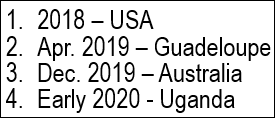 1. 2018 – USA
2. Apr. 2019 – Guadeloupe
3. Dec. 2019 – Australia
4. Early 2020 - Uganda